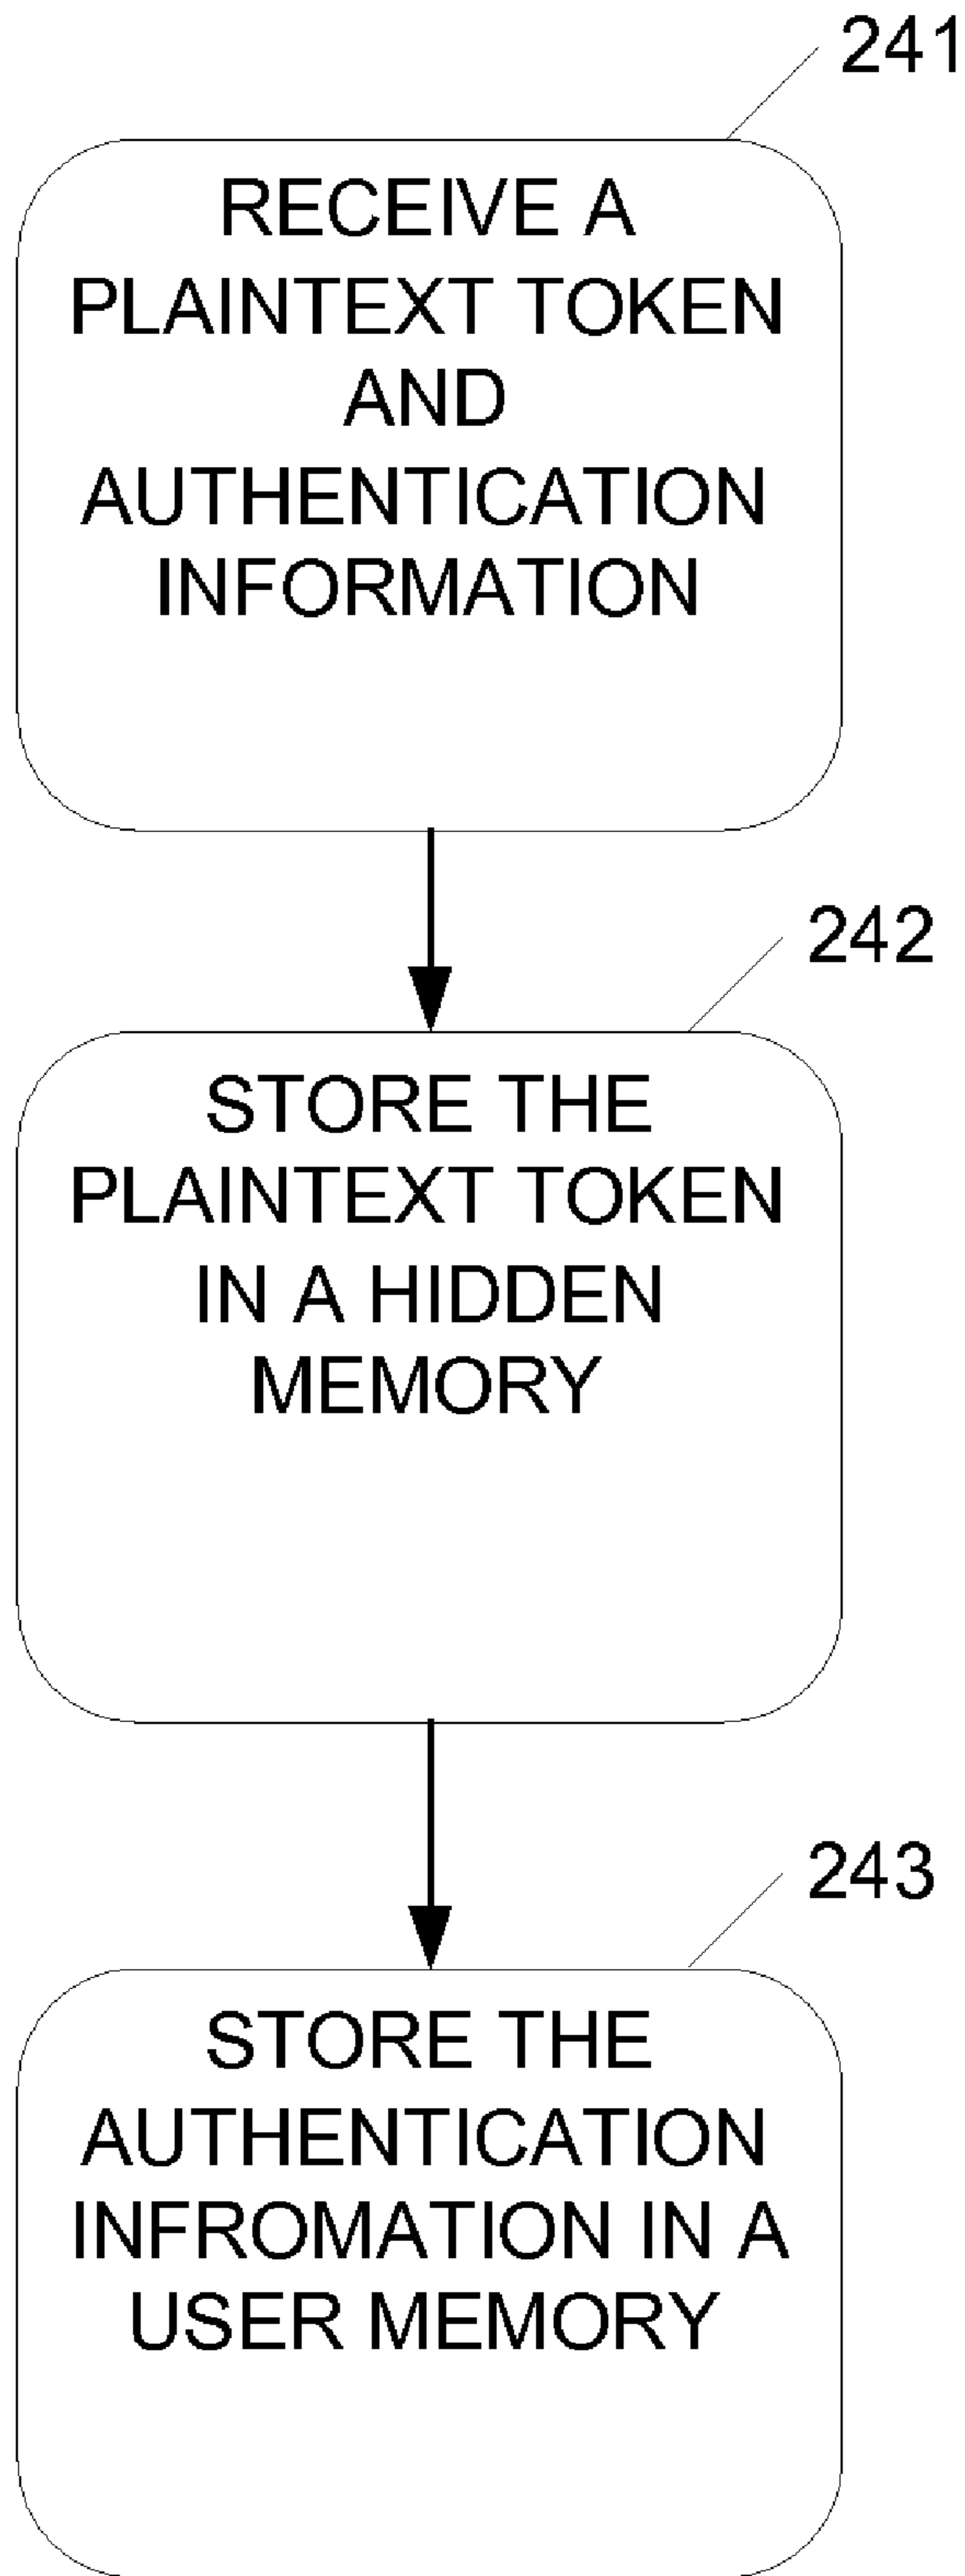 241
RECEIVE A
PLAINTEXT TOKEN
AND
AUTHENTICATION
INFORMATION
242
STORE THE
PLAINTEXT TOKEN
IN A HIDDEN
MEMORY
243
STORE THE
AUTHENTICATION
INFROMATION IN A
USER MEMORY